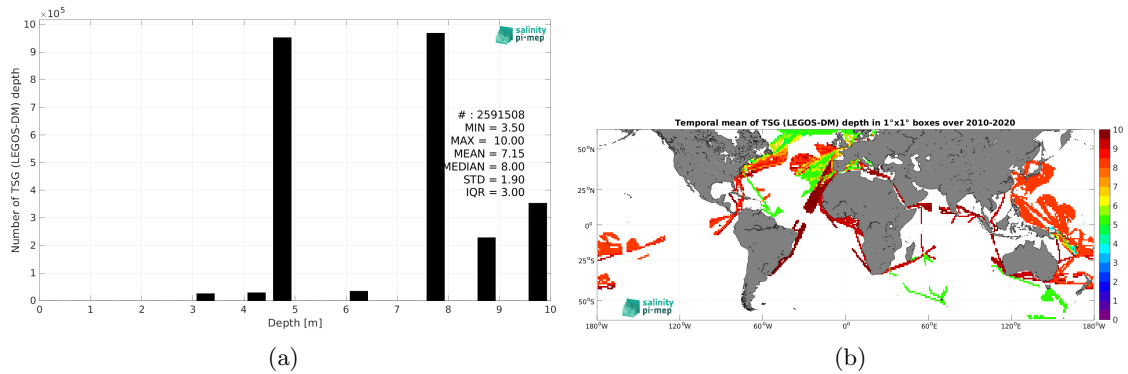 ×10⁵
10
9
8
7
6
5
4
3
2
1
0
Number of TSG (LEGOS-DM) depth
salinity
pi-mep
# : 2591508
MIN = 3.50
MAX = 10.00
MEAN = 7.15
MEDIAN = 8.00
STD = 1.90
IQR = 3.00
0 1 2 3 4 5 6 7 8 9 10
Depth [m]
(a)
Temporal mean of TSG (LEGOS-DM) depth in 1°x1° boxes over 2010-2020
50°N
25°N
0°
25°S
50°S
salinity
pi-mep
180°W 120°W 60°W 0° 60°E 120°E 180°W
10
9
8
7
6
5
4
3
2
1
0
(b)